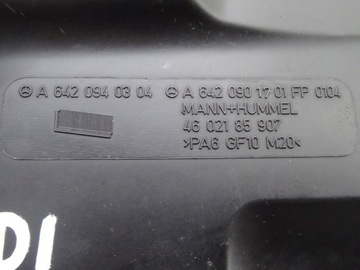 A 642 094 03 04 A 642 090 17 01 FP 0104
MANN+HUMMEL
46 021 85 907
>PA6 GF10 M20<
DI